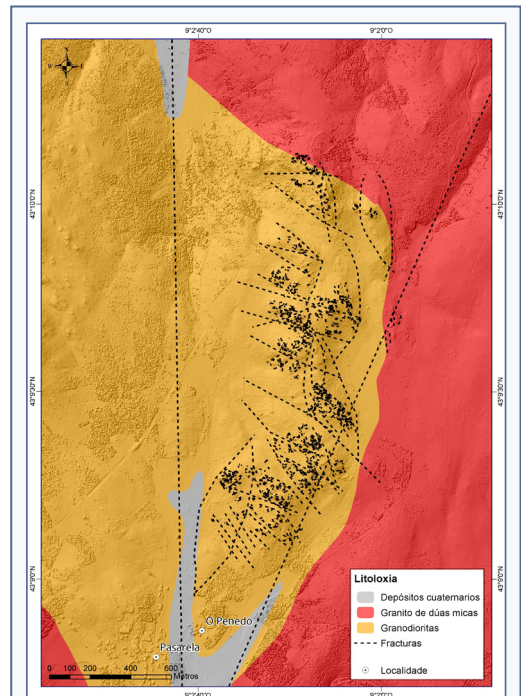 9°2'40"O 9°2'0"O
N
W E
S
43°10'0"N 43°10'0"N
43°9'30"N 43°9'30"N
43°9'0"N 43°9'0"N
Litoloxía
Depósitos cuaternarios
Granito de dúas micas
Granodioritas
Fracturas
Localidade
O Penedo
Pasarela
0 100 200 400 600
Metros
9°2'40"O 9°2'0"O